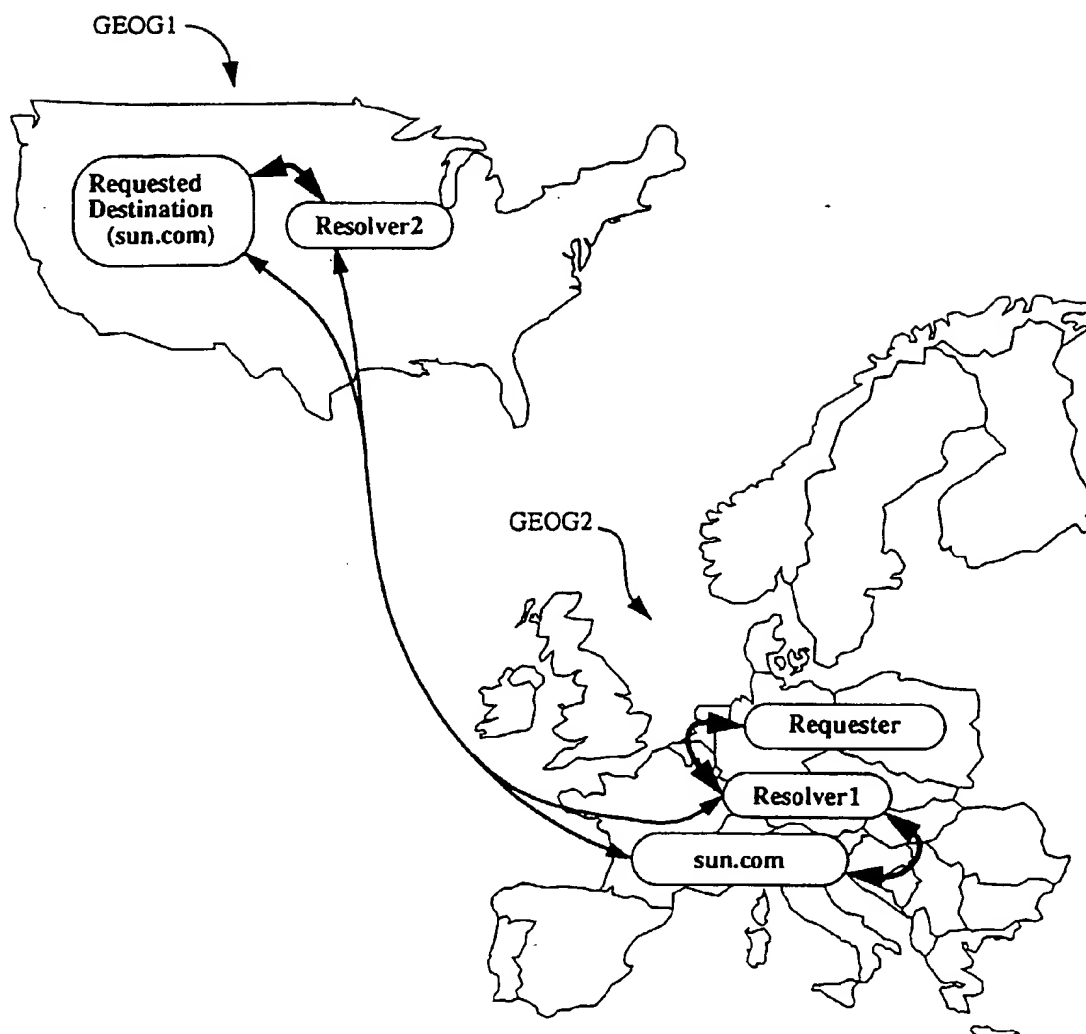 GEOG1
Requested
Destination
(sun.com)
Resolver2
GEOG2
Requester
Resolver1
sun.com